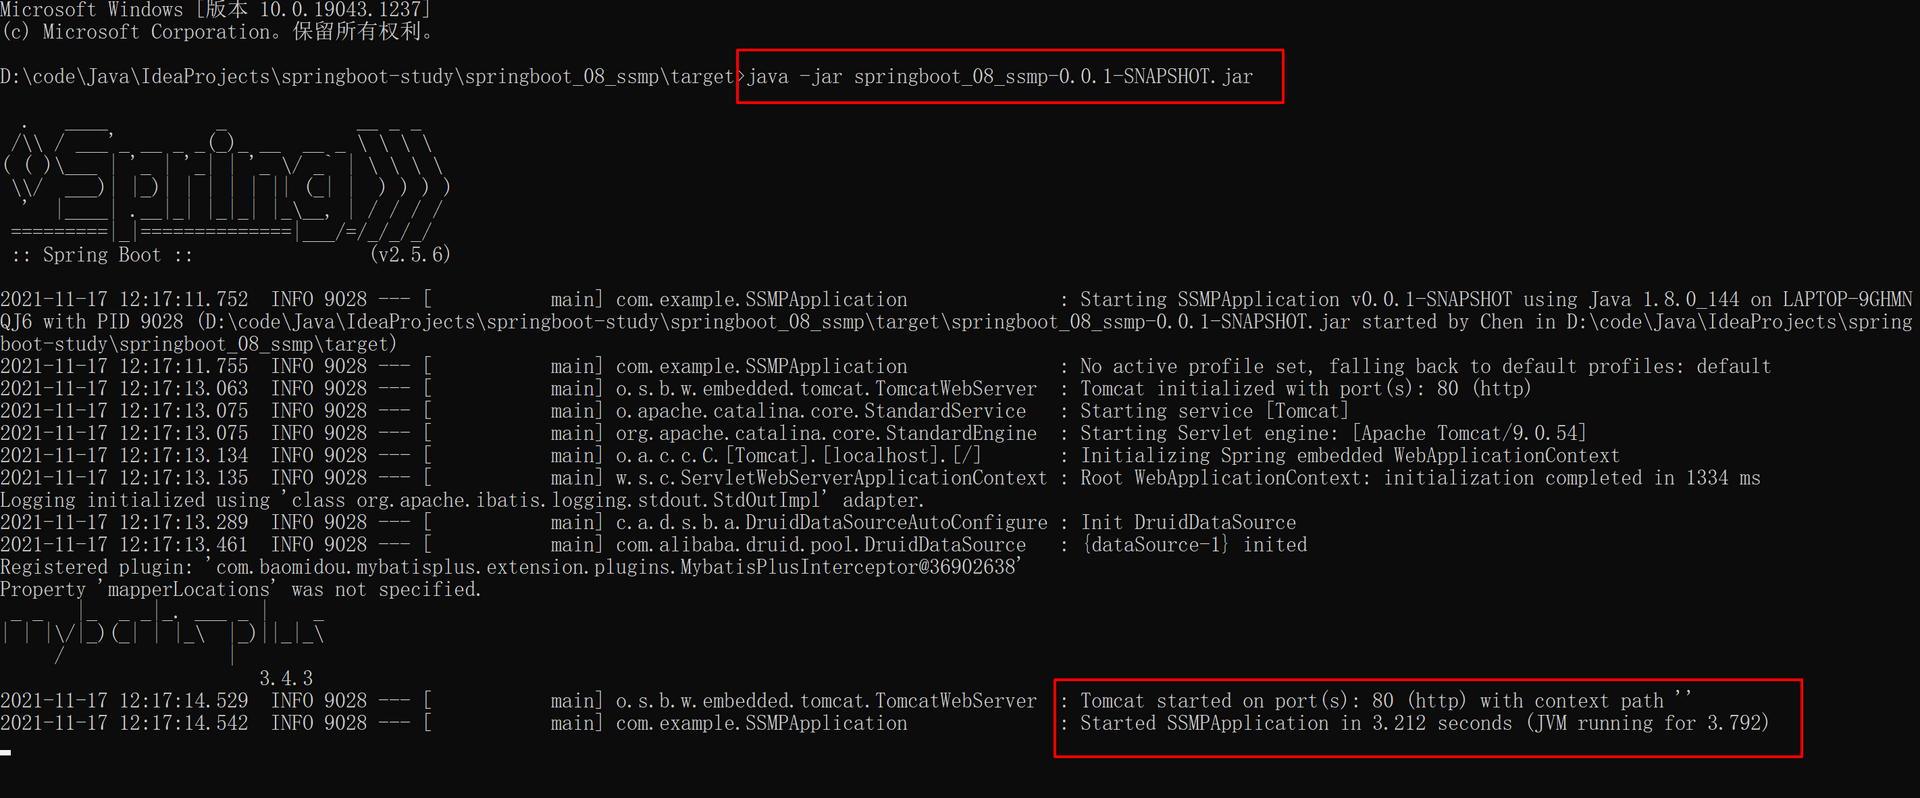 Microsoft Windows [版本 10.0.19043.1237]
(c) Microsoft Corporation。保留所有权利。
D:\code\Java\IdeaProjects\springboot-study\springboot_08_ssmp\target>java -jar springboot_08_ssmp-0.0.1-SNAPSHOT.jar
Spring
:: Spring Boot ::                (v2.5.6)
2021-11-17 12:17:11.752  INFO 9028 --- [           main] com.example.SSMPApplication              : Starting SSMPApplication v0.0.1-SNAPSHOT using Java 1.8.0_144 on LAPTOP-9GHMN
QJ6 with PID 9028 (D:\code\Java\IdeaProjects\springboot-study\springboot_08_ssmp\target\springboot_08_ssmp-0.0.1-SNAPSHOT.jar started by Chen in D:\code\Java\IdeaProjects\spring
boot-study\springboot_08_ssmp\target)
2021-11-17 12:17:11.755  INFO 9028 --- [           main] com.example.SSMPApplication              : No active profile set, falling back to default profiles: default
2021-11-17 12:17:13.063  INFO 9028 --- [           main] o.s.b.w.embedded.tomcat.TomcatWebServer  : Tomcat initialized with port(s): 80 (http)
2021-11-17 12:17:13.075  INFO 9028 --- [           main] o.apache.catalina.core.StandardService   : Starting service [Tomcat]
2021-11-17 12:17:13.075  INFO 9028 --- [           main] org.apache.catalina.core.StandardEngine  : Starting Servlet engine: [Apache Tomcat/9.0.54]
2021-11-17 12:17:13.134  INFO 9028 --- [           main] o.a.c.c.C.[Tomcat].[localhost].[/]       : Initializing Spring embedded WebApplicationContext
2021-11-17 12:17:13.135  INFO 9028 --- [           main] w.s.c.ServletWebServerApplicationContext : Root WebApplicationContext: initialization completed in 1334 ms
Logging initialized using 'class org.apache.ibatis.logging.stdout.StdOutImpl' adapter.
2021-11-17 12:17:13.289  INFO 9028 --- [           main] c.a.d.s.b.a.DruidDataSourceAutoConfigure : Init DruidDataSource
2021-11-17 12:17:13.461  INFO 9028 --- [           main] com.alibaba.druid.pool.DruidDataSource   : {dataSource-1} inited
Registered plugin: 'com.baomidou.mybatisplus.extension.plugins.MybatisPlusInterceptor@36902638'
Property 'mapperLocations' was not specified.
mybatis plus
3.4.3
2021-11-17 12:17:14.529  INFO 9028 --- [           main] o.s.b.w.embedded.tomcat.TomcatWebServer  : Tomcat started on port(s): 80 (http) with context path ''
2021-11-17 12:17:14.542  INFO 9028 --- [           main] com.example.SSMPApplication              : Started SSMPApplication in 3.212 seconds (JVM running for 3.792)